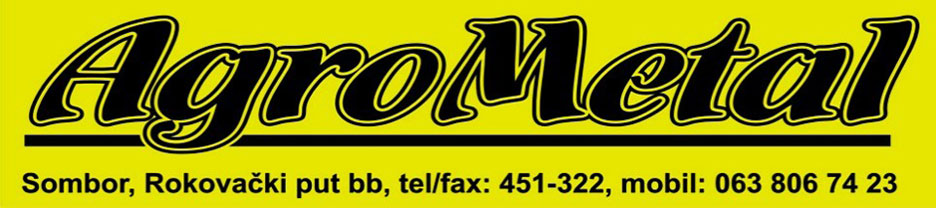 AgroMetal
Sombor, Rokovački put bb, tel/fax: 451-322, mobil: 063 806 74 23